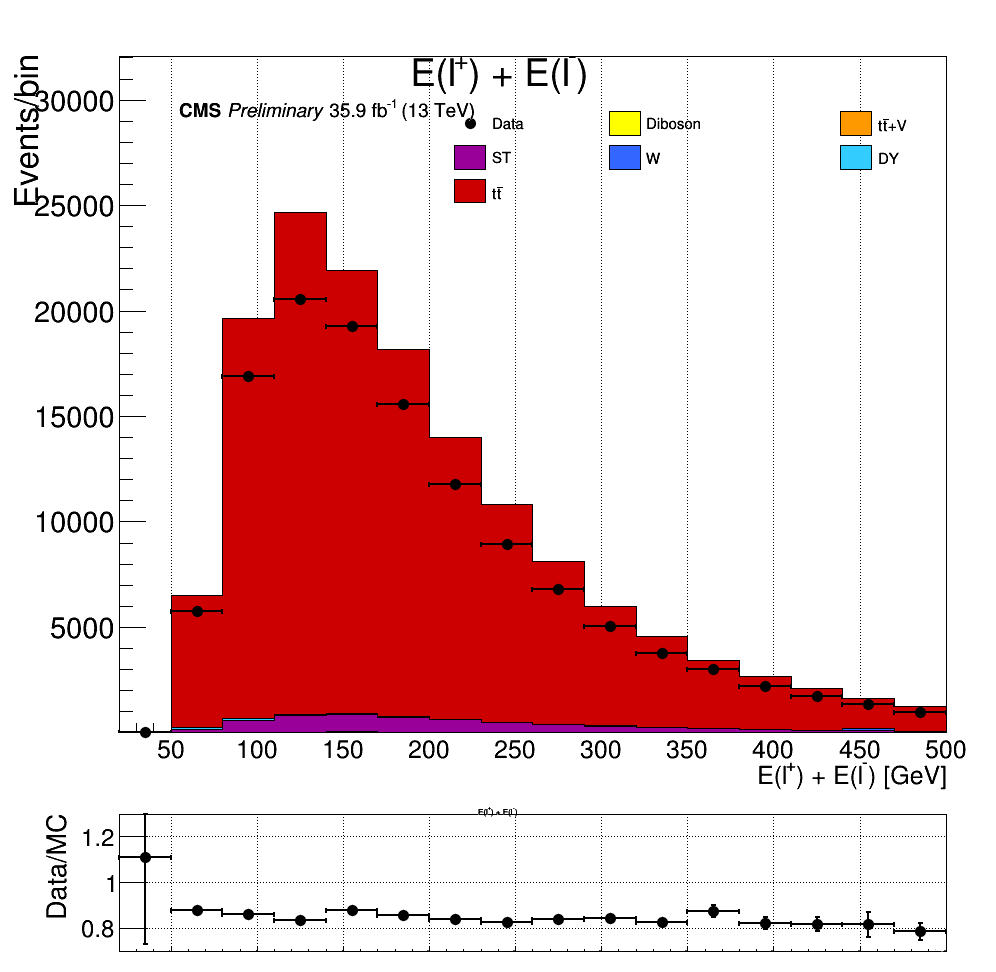 E(l⁺) + E(l⁻)
CMS Preliminary 35.9 fb⁻¹ (13 TeV)
Data
Diboson
tt̄+V
ST
W
DY
tt̄
Events/bin
30000
25000
20000
15000
10000
5000
50 100 150 200 250 300 350 400 450 500
E(l⁺) + E(l⁻) [GeV]
E(l⁺) + E(l⁻)
Data/MC
1.2
1
0.8